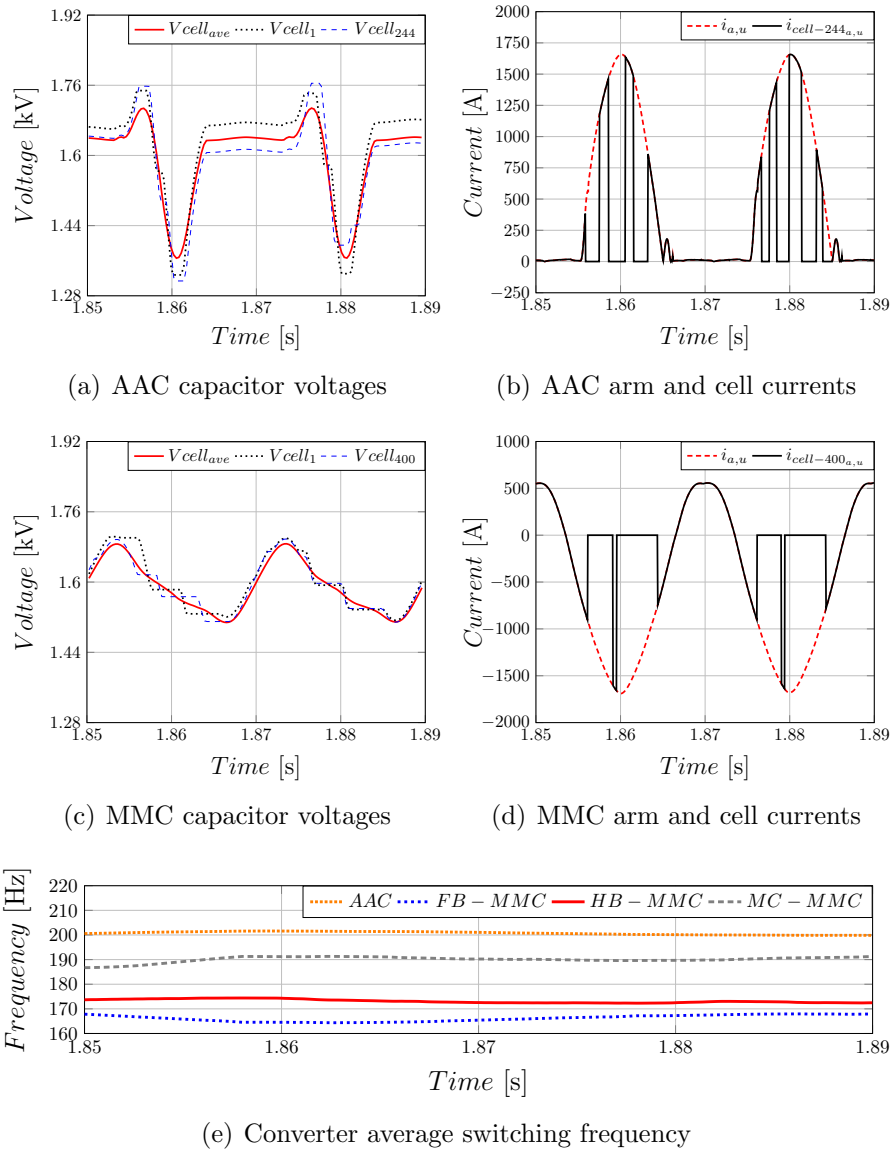 1.92
1.76
1.6
1.44
1.28
1.85 1.86 1.87 1.88 1.89
Voltage [kV]
Time [s]
Vcell_ave Vcell_1 Vcell_244
(a) AAC capacitor voltages
2000
1750
1500
1250
1000
750
500
250
0
−250
1.85 1.86 1.87 1.88 1.89
Current [A]
Time [s]
i_a,u i_cell−244_a,u
(b) AAC arm and cell currents
1.92
1.76
1.6
1.44
1.28
1.85 1.86 1.87 1.88 1.89
Voltage [kV]
Time [s]
Vcell_ave Vcell_1 Vcell_400
(c) MMC capacitor voltages
1000
500
0
−500
−1000
−1500
−2000
1.85 1.86 1.87 1.88 1.89
Current [A]
Time [s]
i_a,u i_cell−400_a,u
(d) MMC arm and cell currents
220
210
200
190
180
170
160
1.85 1.86 1.87 1.88 1.89
Frequency [Hz]
Time [s]
AAC FB − MMC HB − MMC MC − MMC
(e) Converter average switching frequency